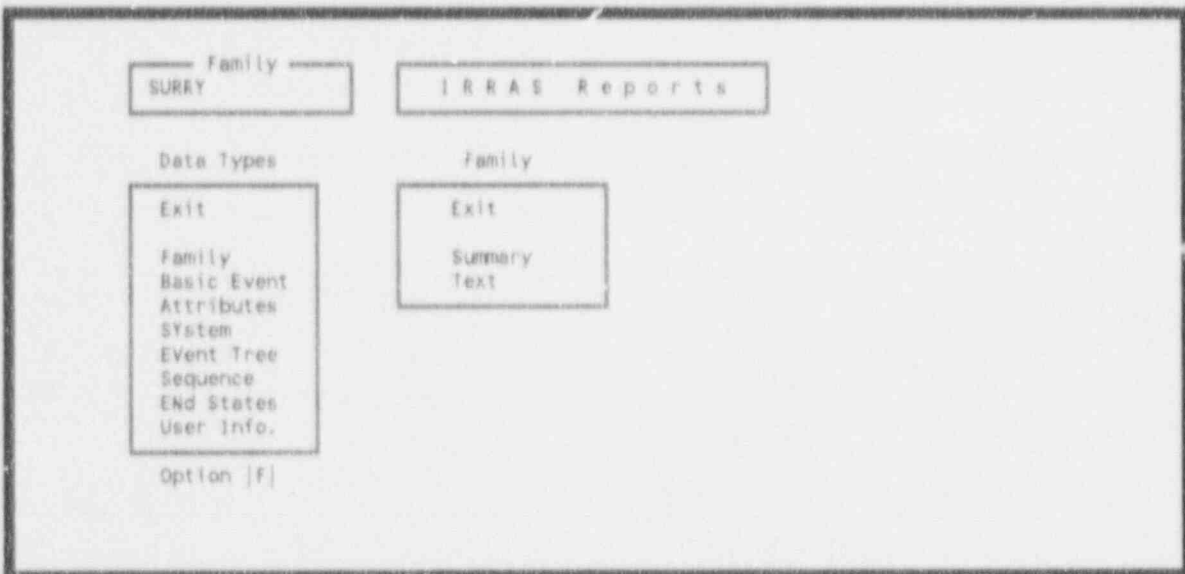 Family
SURRY
I R R A S   R e p o r t s
Data Types
Exit
Family
Basic Event
Attributes
SYstem
EVent Tree
Sequence
ENd States
User Info.
Option |F|
Family
Exit
Summary
Text